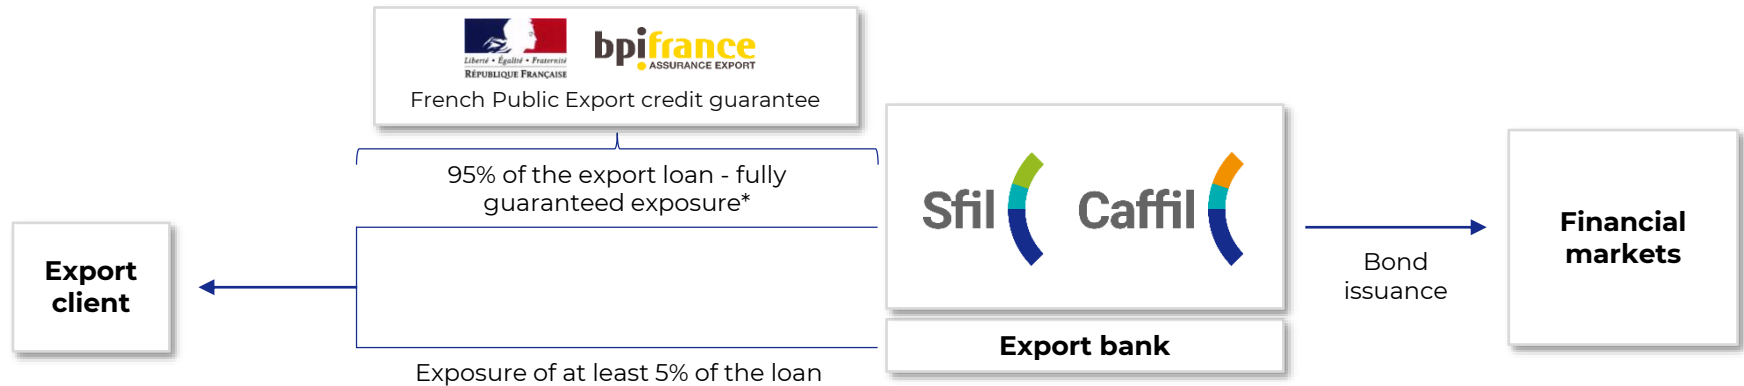 Liberté • Égalité • Fraternité
RÉPUBLIQUE FRANÇAISE
bpifrance
ASSURANCE EXPORT
French Public Export credit guarantee
95% of the export loan - fully
guaranteed exposure*
Sfil
Caffil
Export
client
Financial
markets
Bond
issuance
Export bank
Exposure of at least 5% of the loan